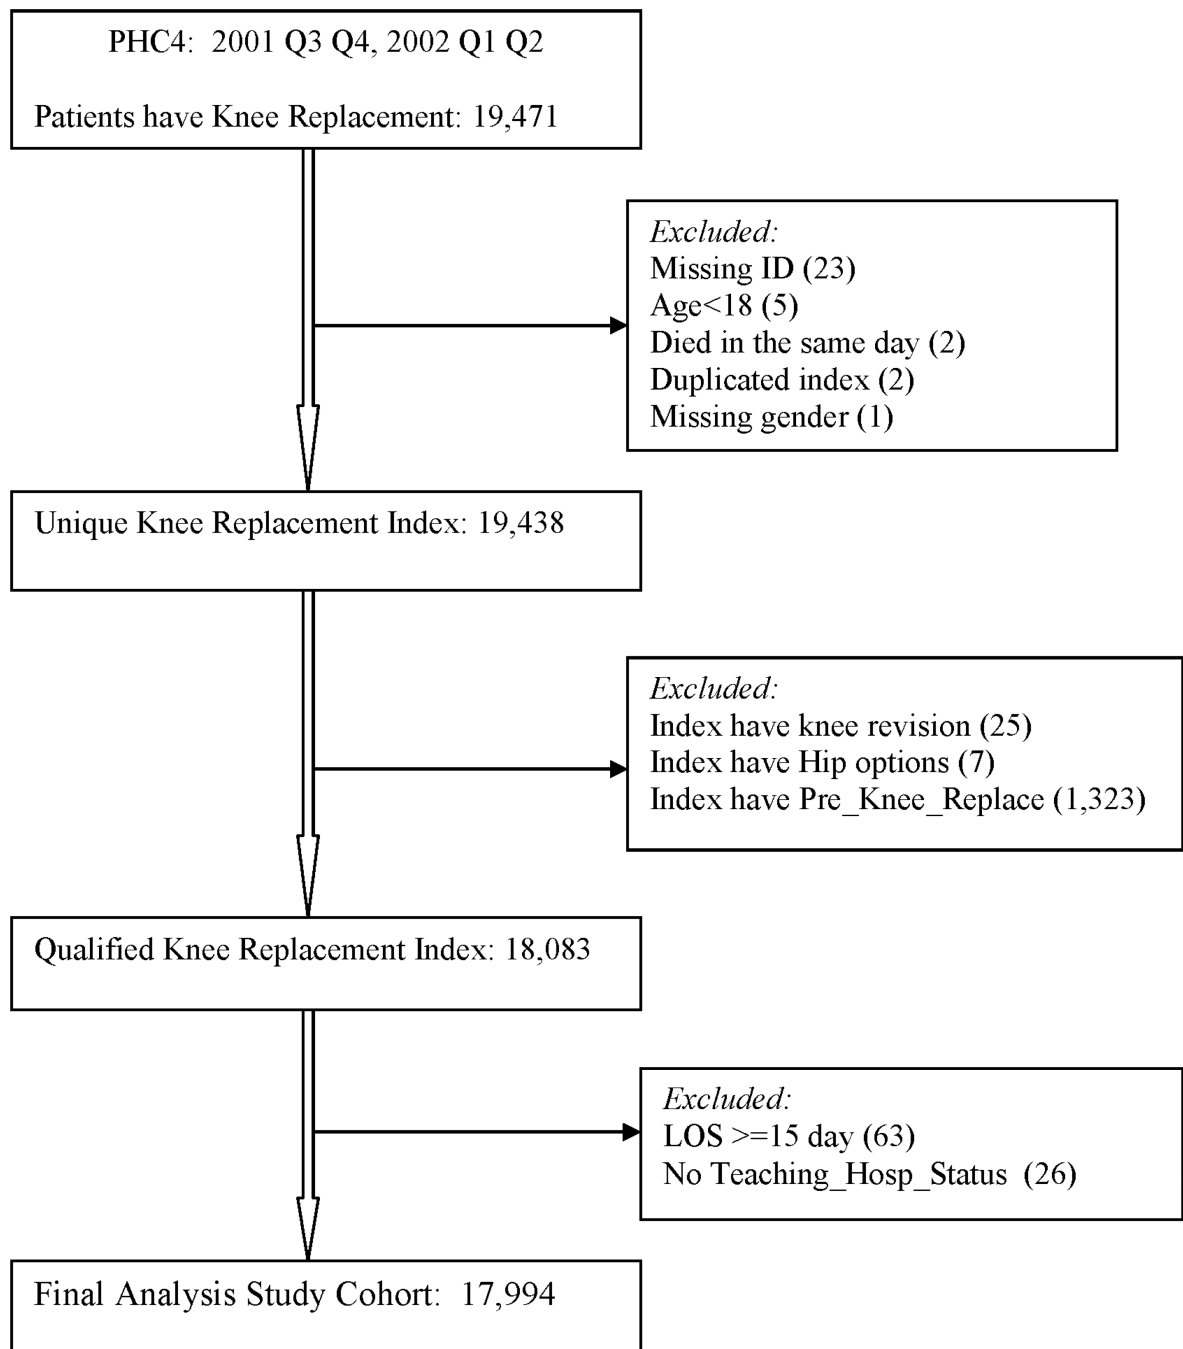 PHC4:  2001 Q3 Q4, 2002 Q1 Q2
Patients have Knee Replacement: 19,471
Excluded:
Missing ID (23)
Age<18 (5)
Died in the same day (2)
Duplicated index (2)
Missing gender (1)
Unique Knee Replacement Index: 19,438
Excluded:
Index have knee revision (25)
Index have Hip options (7)
Index have Pre_Knee_Replace (1,323)
Qualified Knee Replacement Index: 18,083
Excluded:
LOS >=15 day (63)
No Teaching_Hosp_Status  (26)
Final Analysis Study Cohort:  17,994